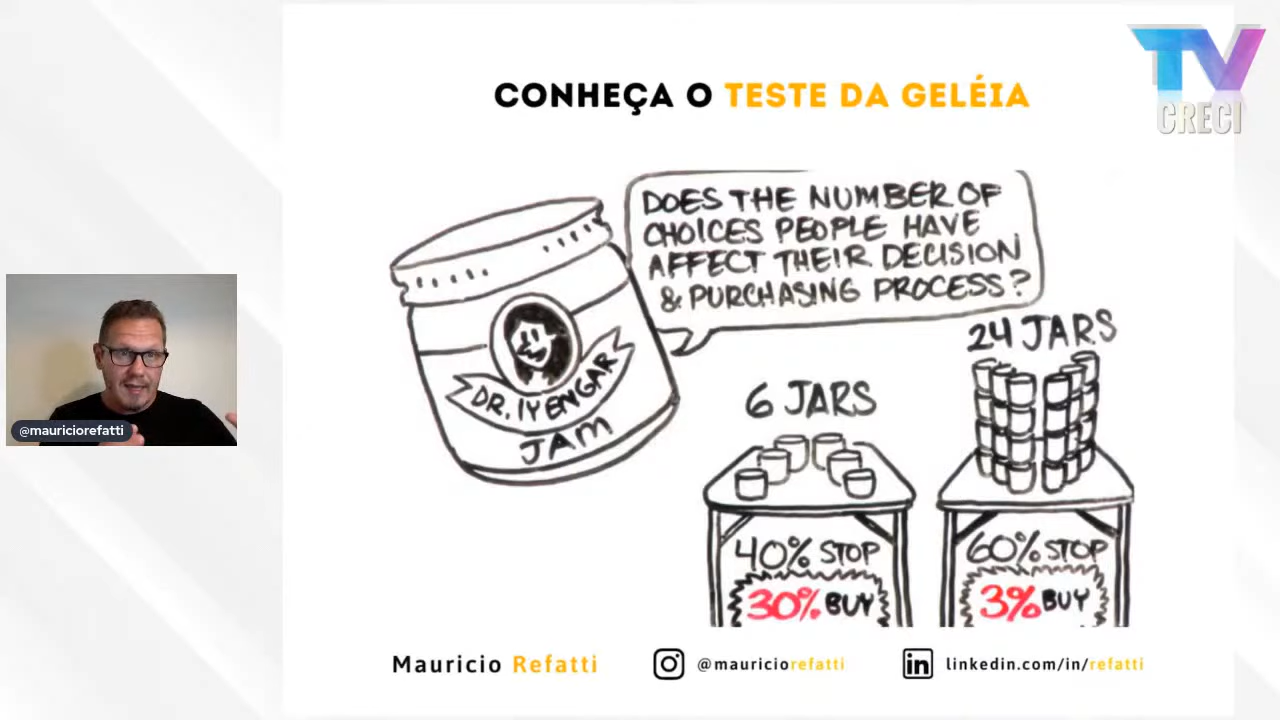 CONHEÇA O TESTE DA GELÉIA
TV
CRECI
DOES THE NUMBER OF
CHOICES PEOPLE HAVE
AFFECT THEIR DECISION
& PURCHASING PROCESS?
DR. IYENGAR
JAM
6 JARS
24 JARS
40% STOP
30% BUY
60% STOP
3% BUY
@mauriciorefatti
Mauricio Refatti
@mauriciorefatti
linkedin.com/in/refatti